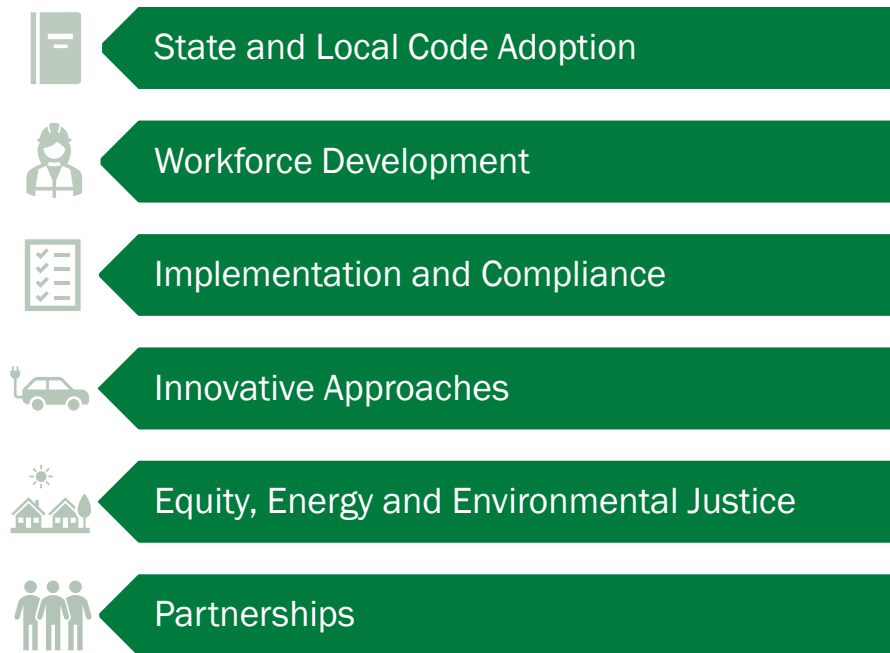 State and Local Code Adoption
Workforce Development
Implementation and Compliance
Innovative Approaches
Equity, Energy and Environmental Justice
Partnerships